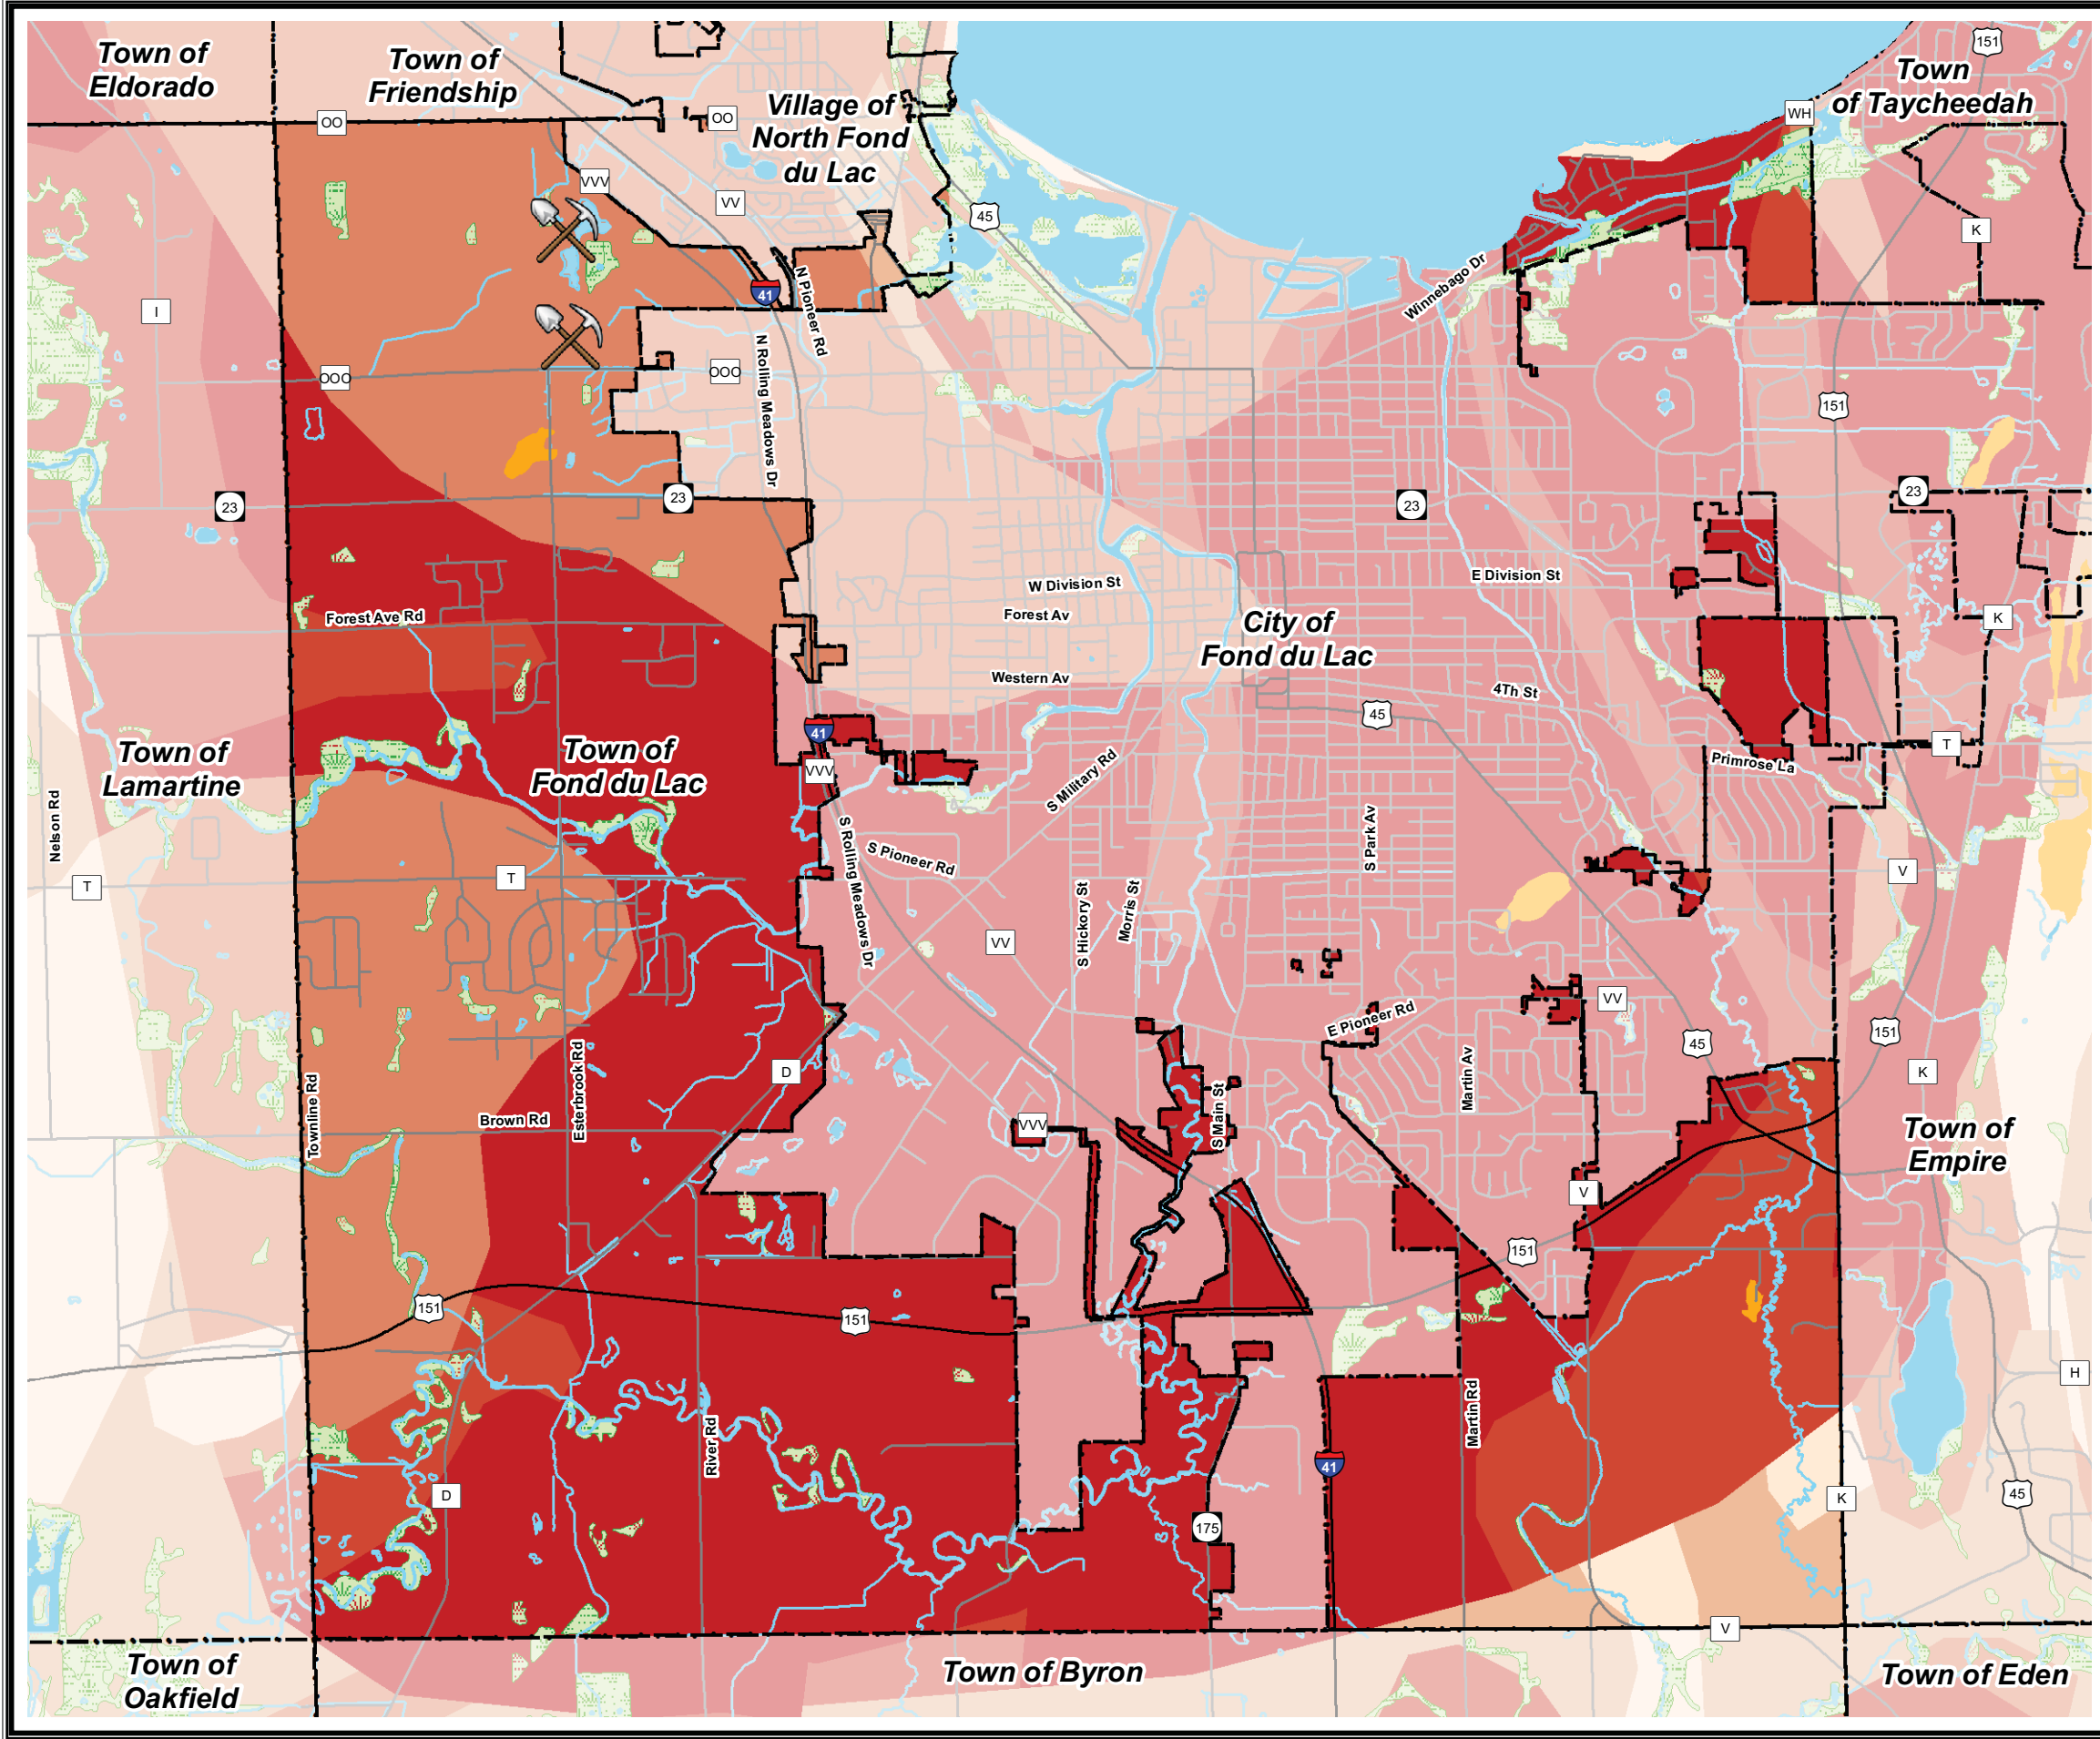 Town of
Eldorado
Town of
Friendship
Village of
North Fond
du Lac
Town
of Taycheedah
151
WH
OO
OO
VVV
VV
45
K
I
41
N Pioneer Rd
Winnebago Dr
OOO
OOO
N Rolling Meadows Dr
151
23
23
23
23
W Division St
E Division St
Forest Av
Forest Ave Rd
City of
Fond du Lac
K
Western Av
4Th St
45
Town of
Lamartine
Town of
Fond du Lac
41
VVV
T
Primrose La
S Military Rd
Nelson Rd
S Rolling Meadows Dr
S Pioneer Rd
S Park Av
T
T
V
S Hickory St
Morris St
VV
VV
E Pioneer Rd
45
151
D
K
Townline Rd
Esterbrook Rd
Brown Rd
VVV
S Main St
Martin Av
Town of
Empire
V
151
151
151
H
River Rd
Martin Rd
41
D
K
45
175
V
Town of
Oakfield
Town of Byron
Town of Eden